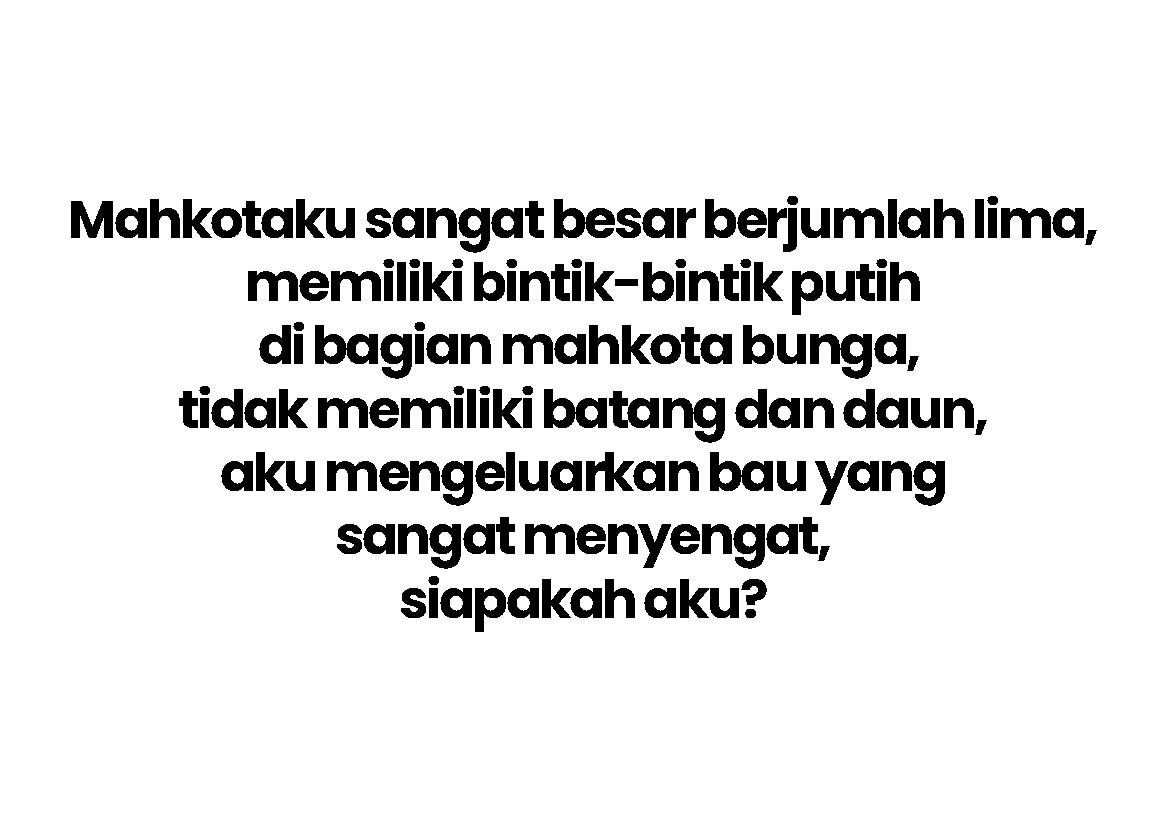 Mahkotaku sangat besar berjumlah lima,
memiliki bintik-bintik putih
di bagian mahkota bunga,
tidak memiliki batang dan daun,
aku mengeluarkan bau yang
sangat menyengat,
siapakah aku?